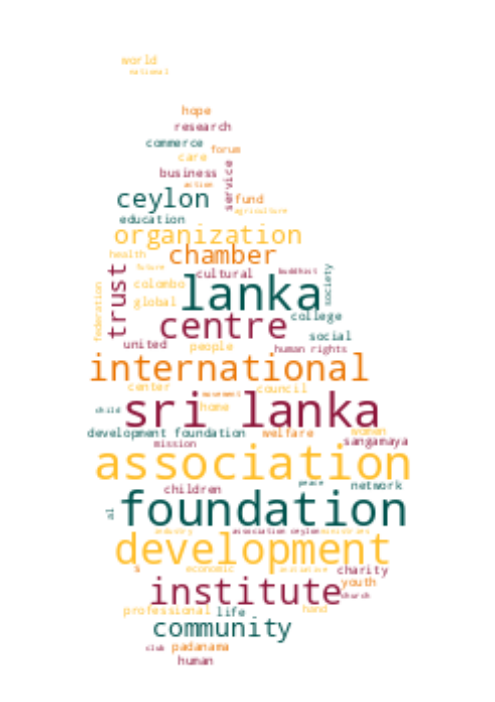 world
national
hope
research
commerce
forum
care
business
service
action
ceylon
fund
agriculture
education
organization
chamber
health
future
trust
cultural
buddhist
society
colombo
lanka
global
federation
college
centre
social
united
people
human rights
international
center
council
movement
sri lanka
home
child
development foundation
welfare
women
mission
sangamaya
association
peace
network
children
foundation
al
industry
association ceylon
development
s
economic
charity
youth
institute
church
professional
life
hand
community
club
padanama
human